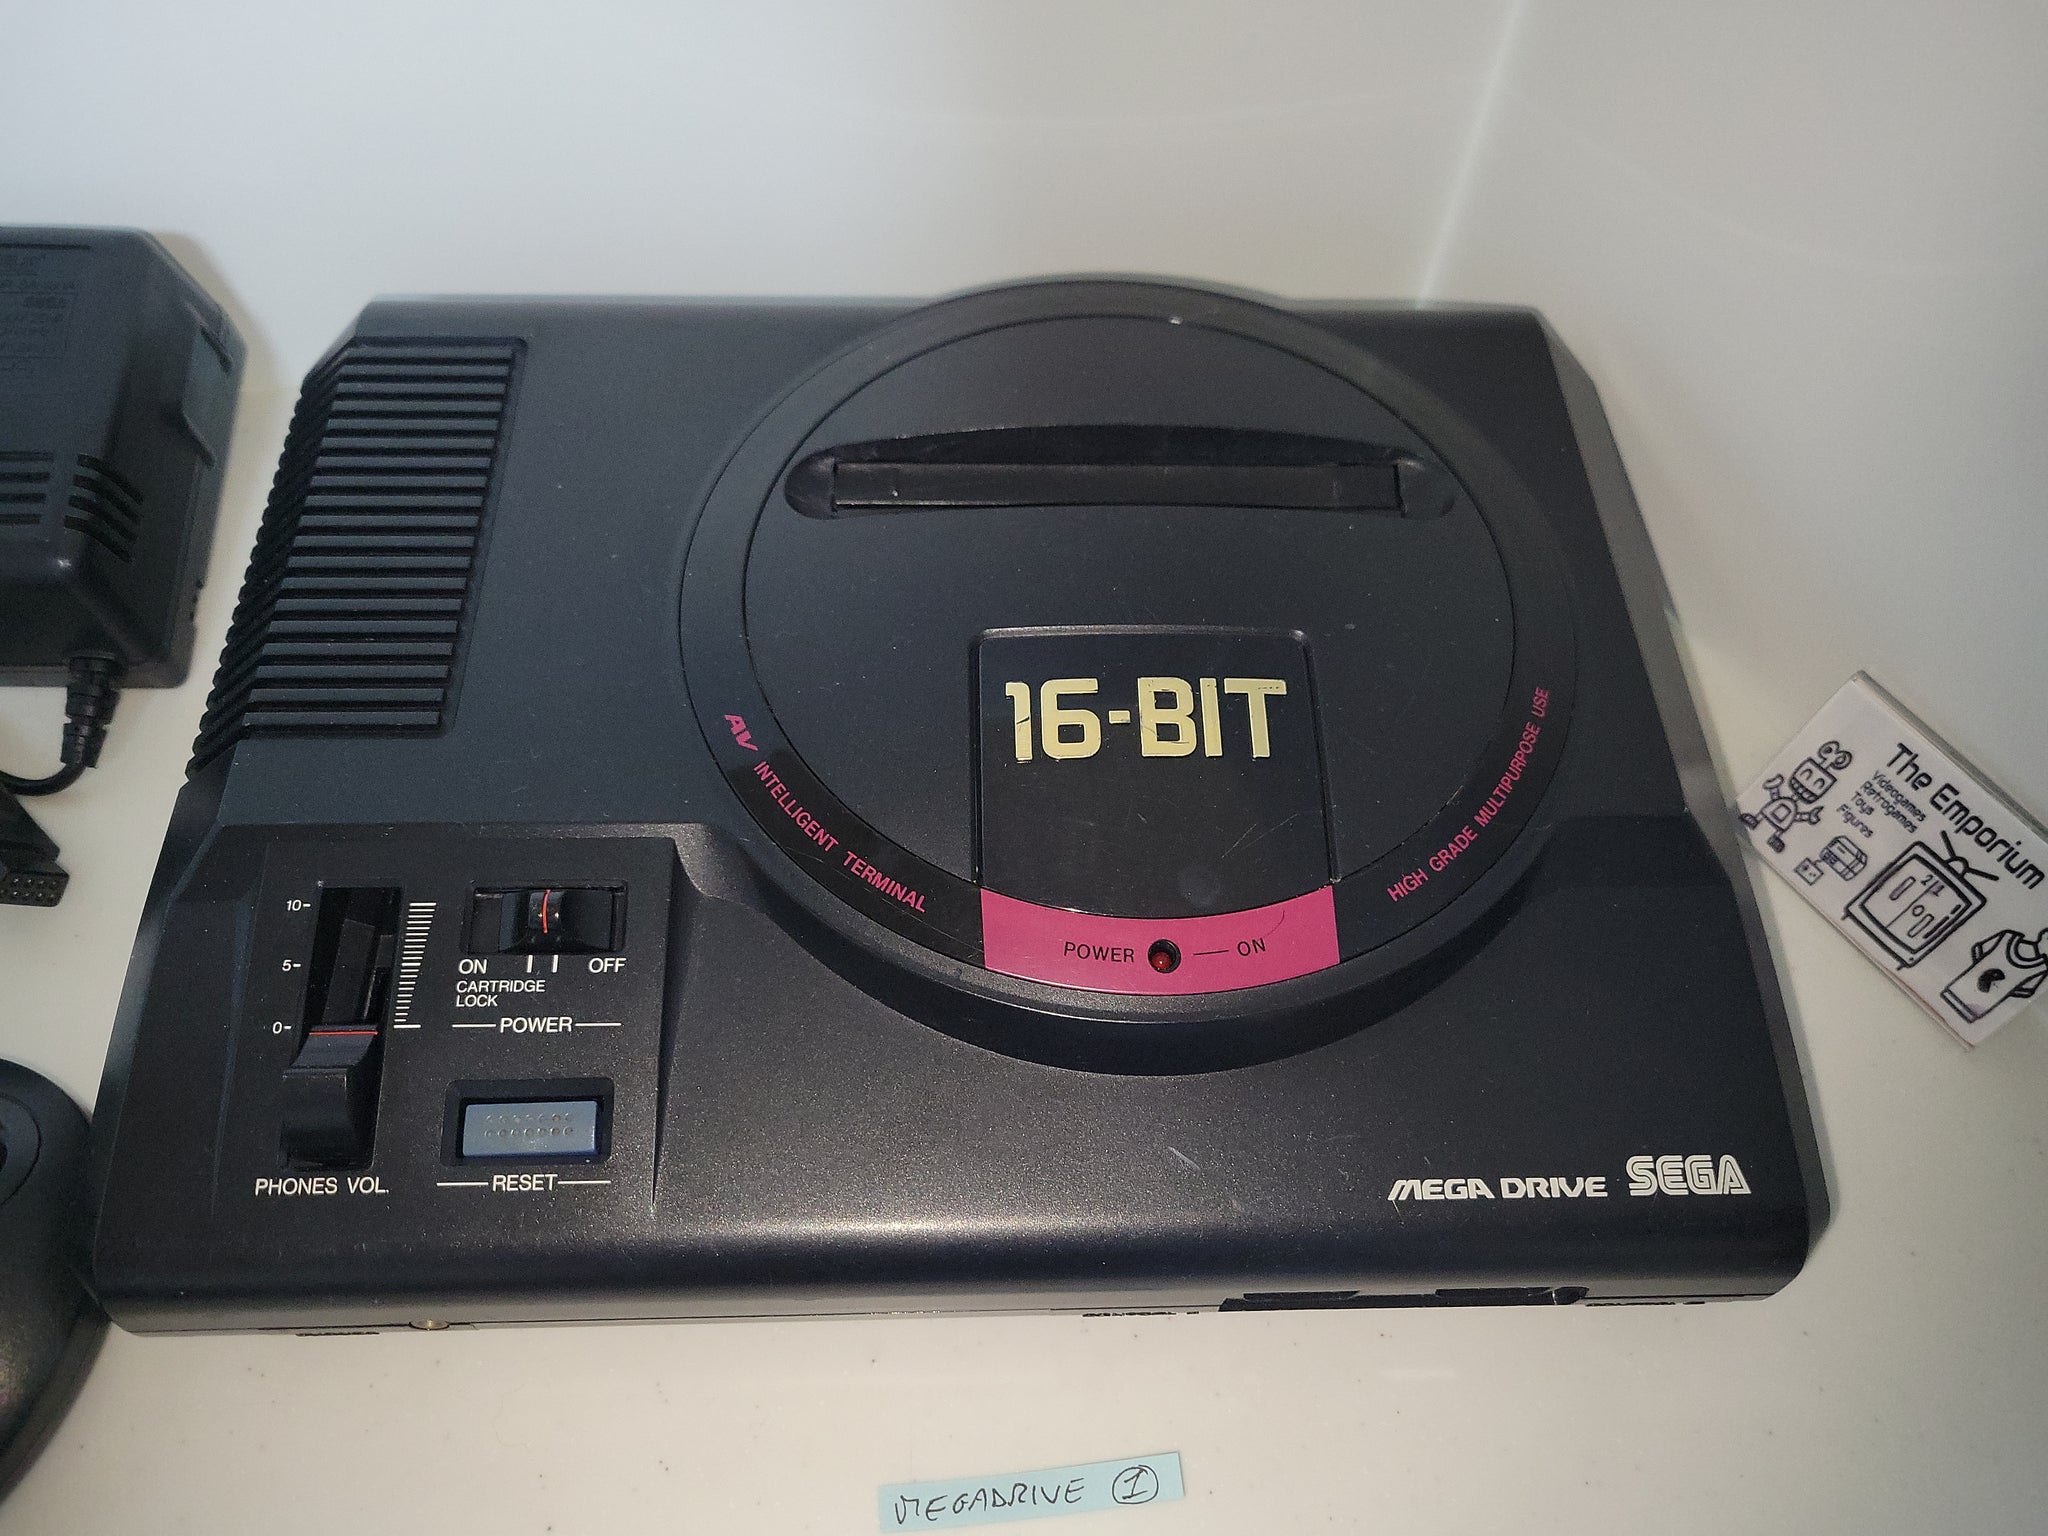 SEGA
16-BIT
AV INTELLIGENT TERMINAL
HIGH GRADE MULTIPURPOSE USE
POWER
ON
10-
5-
0-
ON
OFF
CARTRIDGE
LOCK
POWER
PHONES VOL.
RESET
MEGA DRIVE SEGA
The Emporium
Videogames
Retrogames
Toys
Figures
MEGADRIVE 1